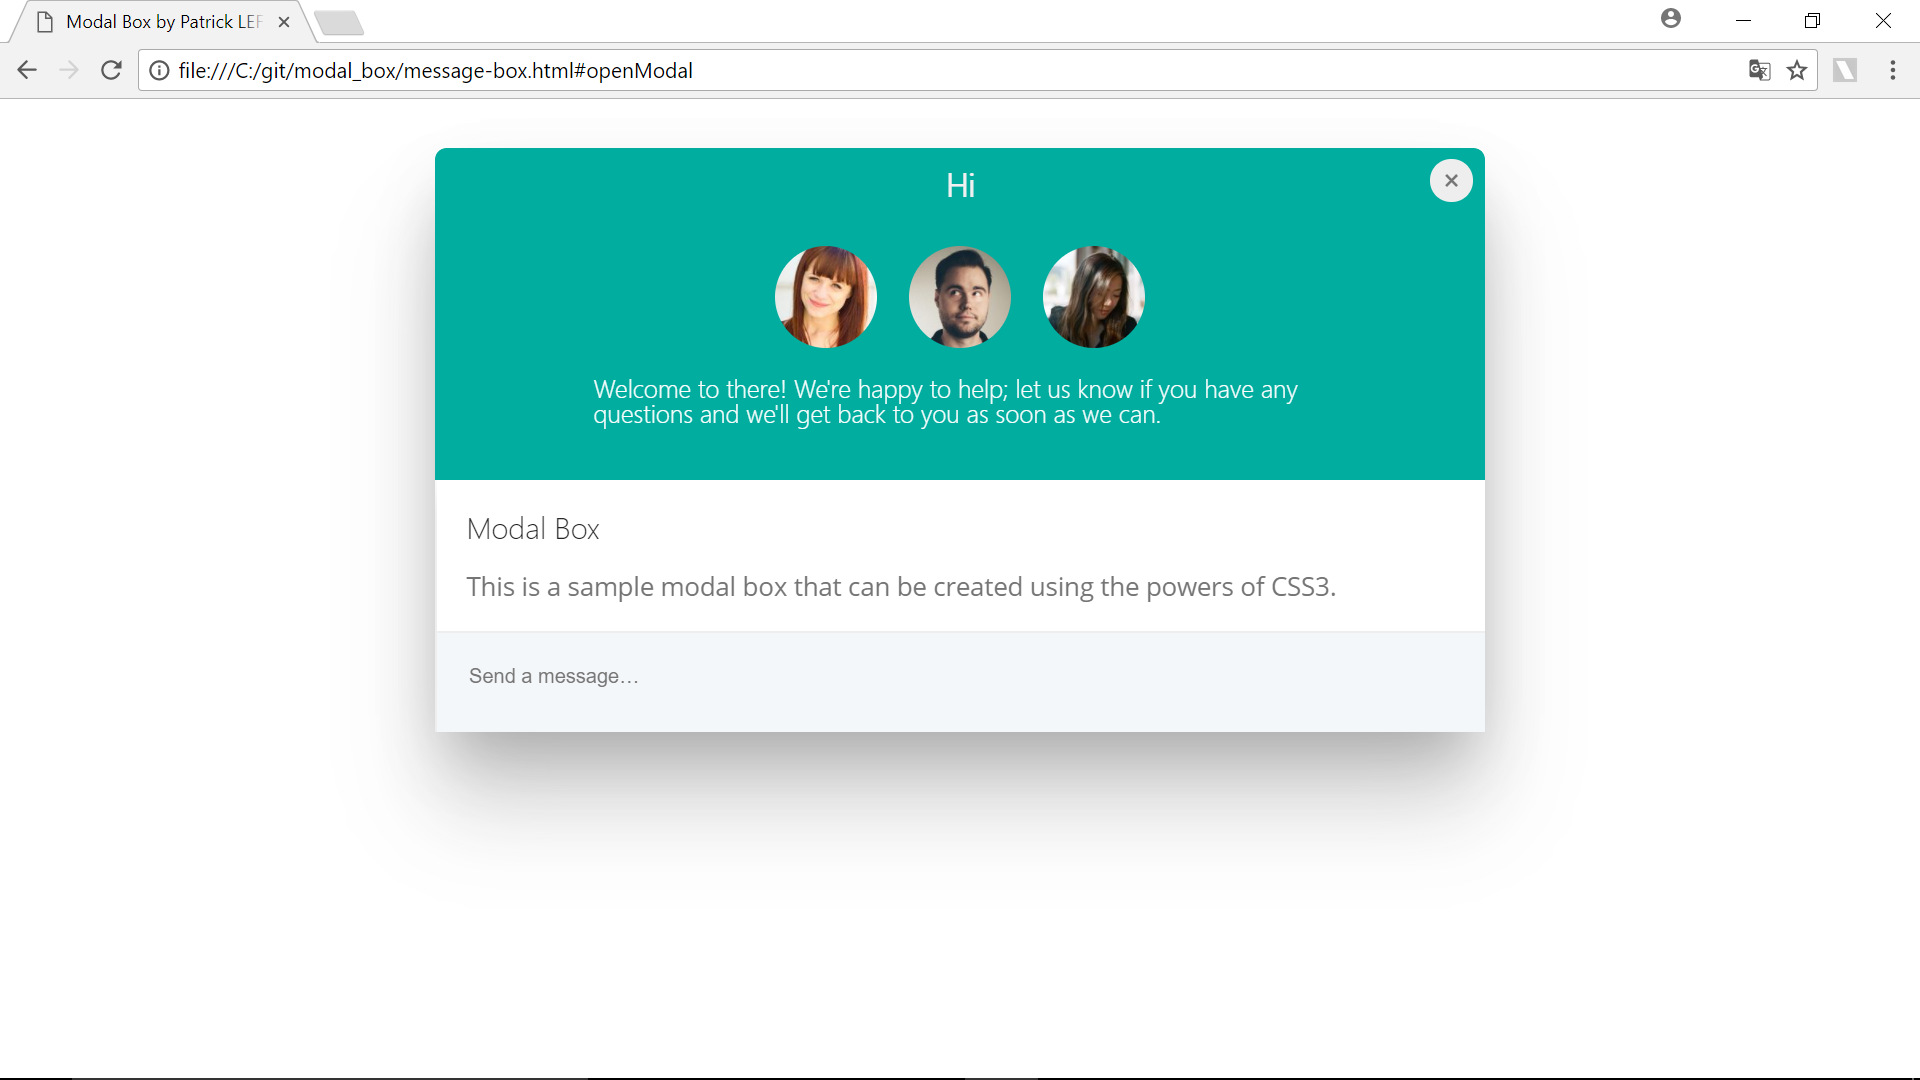 Modal Box by Patrick
file:///C:/git/modal_box/message-box.html#openModal
Hi
Welcome to there! We're happy to help; let us know if you have any
questions and we'll get back to you as soon as we can.
Modal Box
This is a sample modal box that can be created using the powers of CSS3.
Send a message…